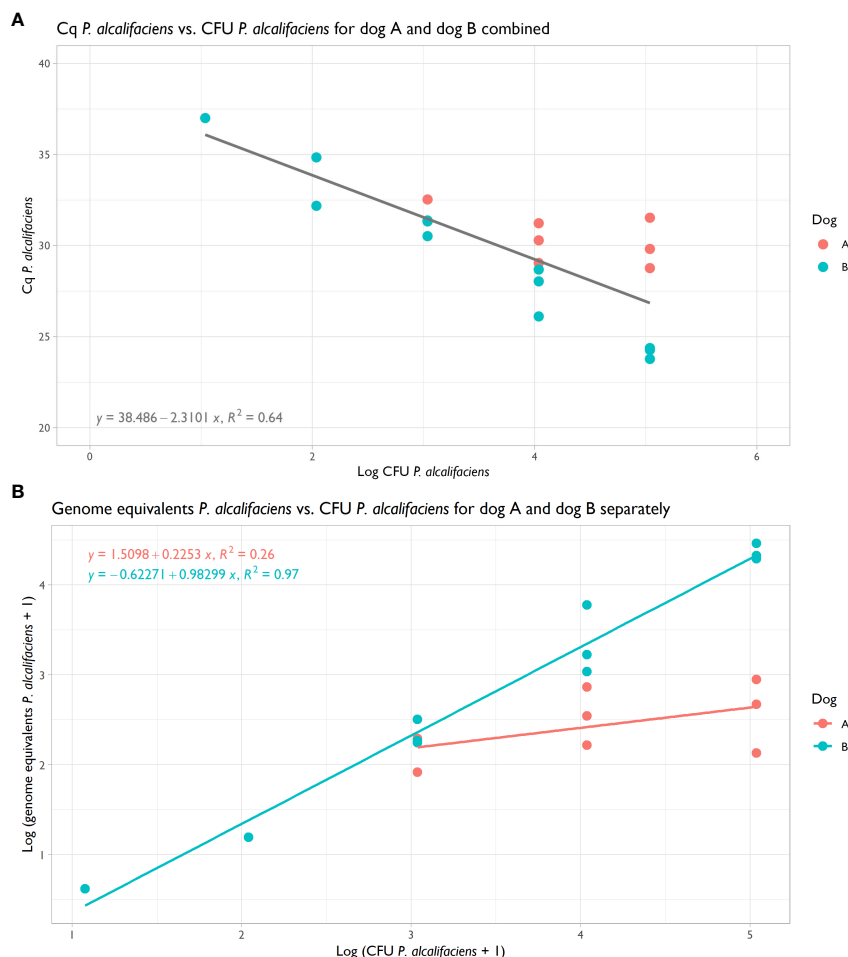 A
Cq P. alcalifaciens vs. CFU P. alcalifaciens for dog A and dog B combined
40
35
30
25
20
Cq P. alcalifaciens
y = 38.486 − 2.3101 x, R² = 0.64
0 2 4 6
Log CFU P. alcalifaciens
Dog
A
B
B
Genome equivalents P. alcalifaciens vs. CFU P. alcalifaciens for dog A and dog B separately
y = 1.5098 + 0.2253 x, R² = 0.26
y = −0.62271 + 0.98299 x, R² = 0.97
4
3
2
1
Log (genome equivalents P. alcalifaciens + 1)
1 2 3 4 5
Log (CFU P. alcalifaciens + 1)
Dog
A
B